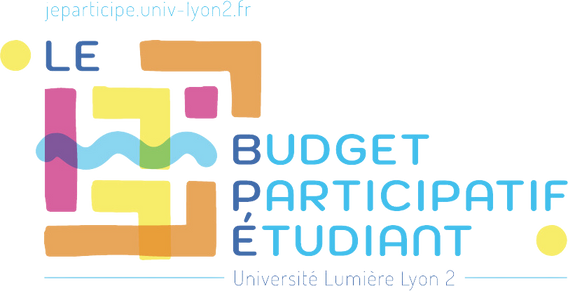 jeparticipe.univ-lyon2.fr
LE
BUDGET
PARTICIPATIF
ÉTUDIANT
Université Lumière Lyon 2